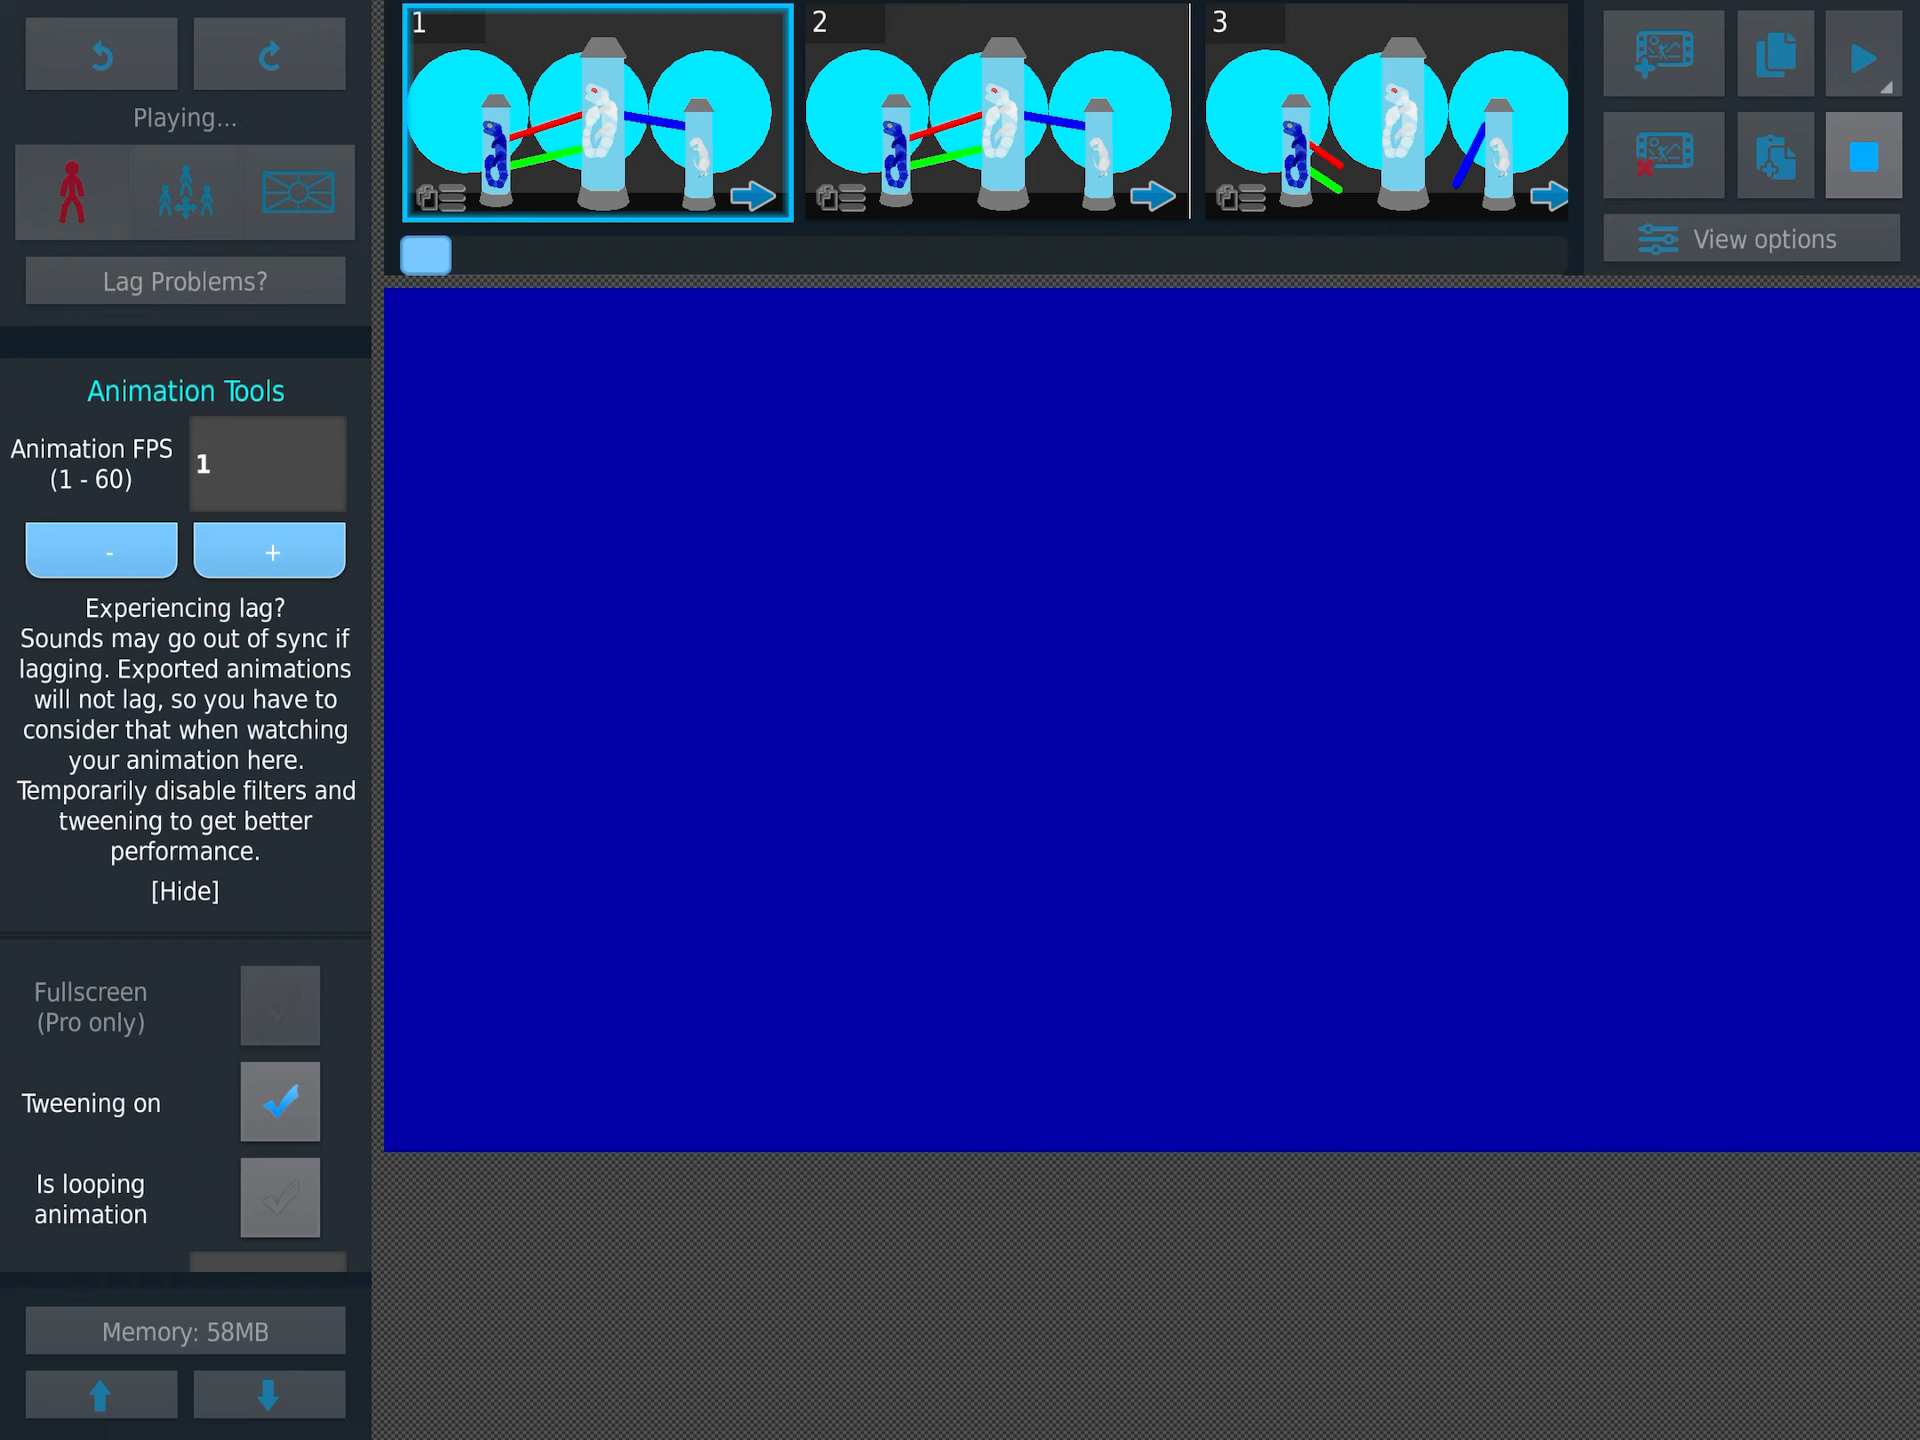 1
2
3
Playing...
Lag Problems?
View options
Animation Tools
Animation FPS
(1 - 60)
1
-
+
Experiencing lag?
Sounds may go out of sync if
lagging. Exported animations
will not lag, so you have to
consider that when watching
your animation here.
Temporarily disable filters and
tweening to get better
performance.
[Hide]
Fullscreen
(Pro only)
Tweening on
Is looping
animation
Memory: 58MB